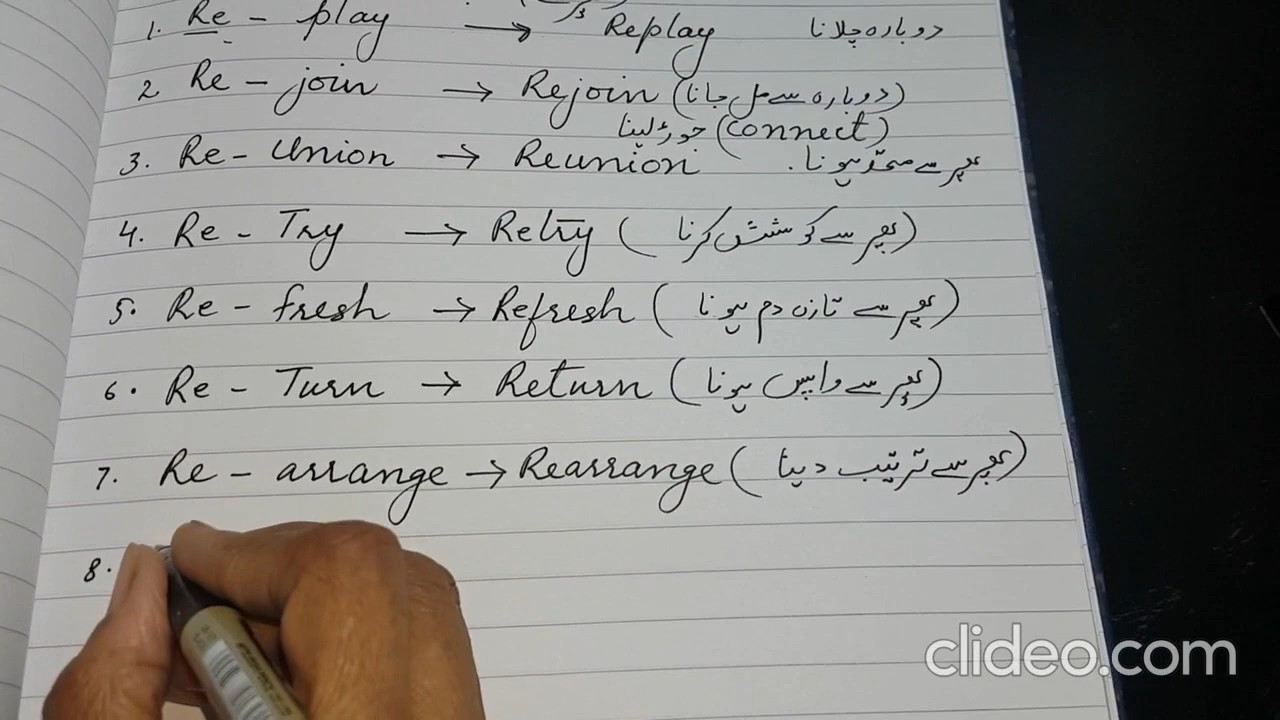 1. Re - play → Replay دوبارہ چلانا
2 Re - join → Rejoin (دوبارہ سے مل جانا)
جوڑ لینا (connect)
3. Re - Union → Reunion پھر سے متحد ہونا.
4. Re - Try → Retry (پھر سے کوشش کرنا)
5. Re - fresh → Refresh (پھر سے تازہ دم ہونا)
6. Re - Turn → Return (پھر سے واپس ہونا)
7. Re - arrange → Rearrange (پھر سے ترتیب دینا)
8.
clideo.com